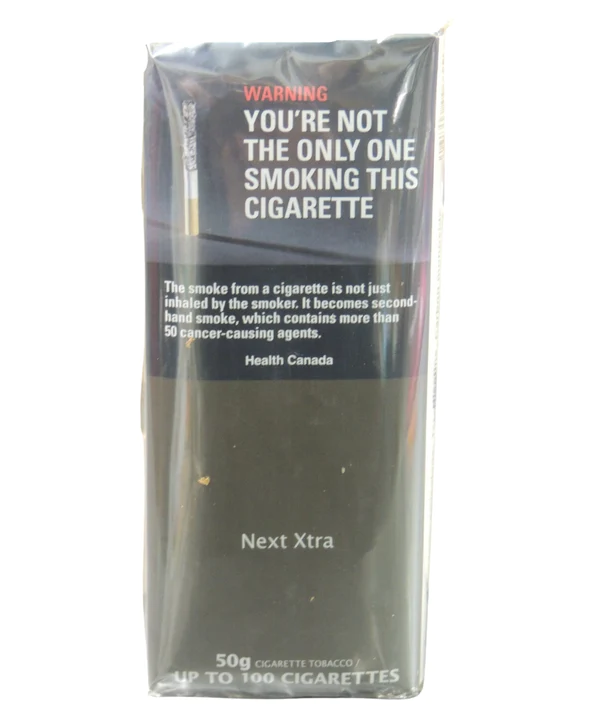 WARNING
YOU'RE NOT
THE ONLY ONE
SMOKING THIS
CIGARETTE
The smoke from a cigarette is not just
inhaled by the smoker. It becomes second-
hand smoke, which contains more than
50 cancer-causing agents.
Health Canada
Next Xtra
50g CIGARETTE TOBACCO /
UP TO 100 CIGARETTES